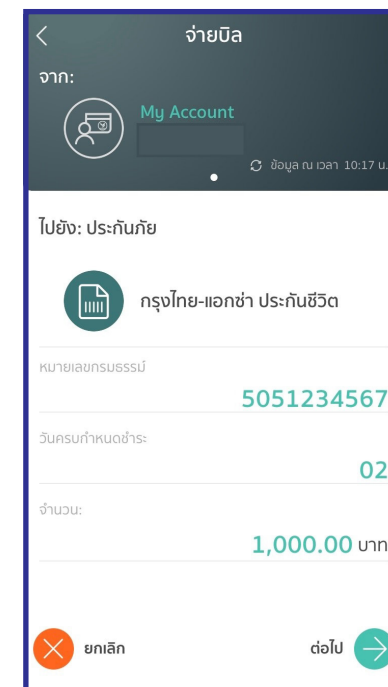 จ่ายบิล
จาก:
My Account
ข้อมูล ณ เวลา 10:17 น.
ไปยัง: ประกันภัย
กรุงไทย-แอกซ่า ประกันชีวิต
หมายเลขกรมธรรม์
5051234567
วันครบกำหนดชำระ
02
จำนวน:
1,000.00 บาท
ยกเลิก ต่อไป